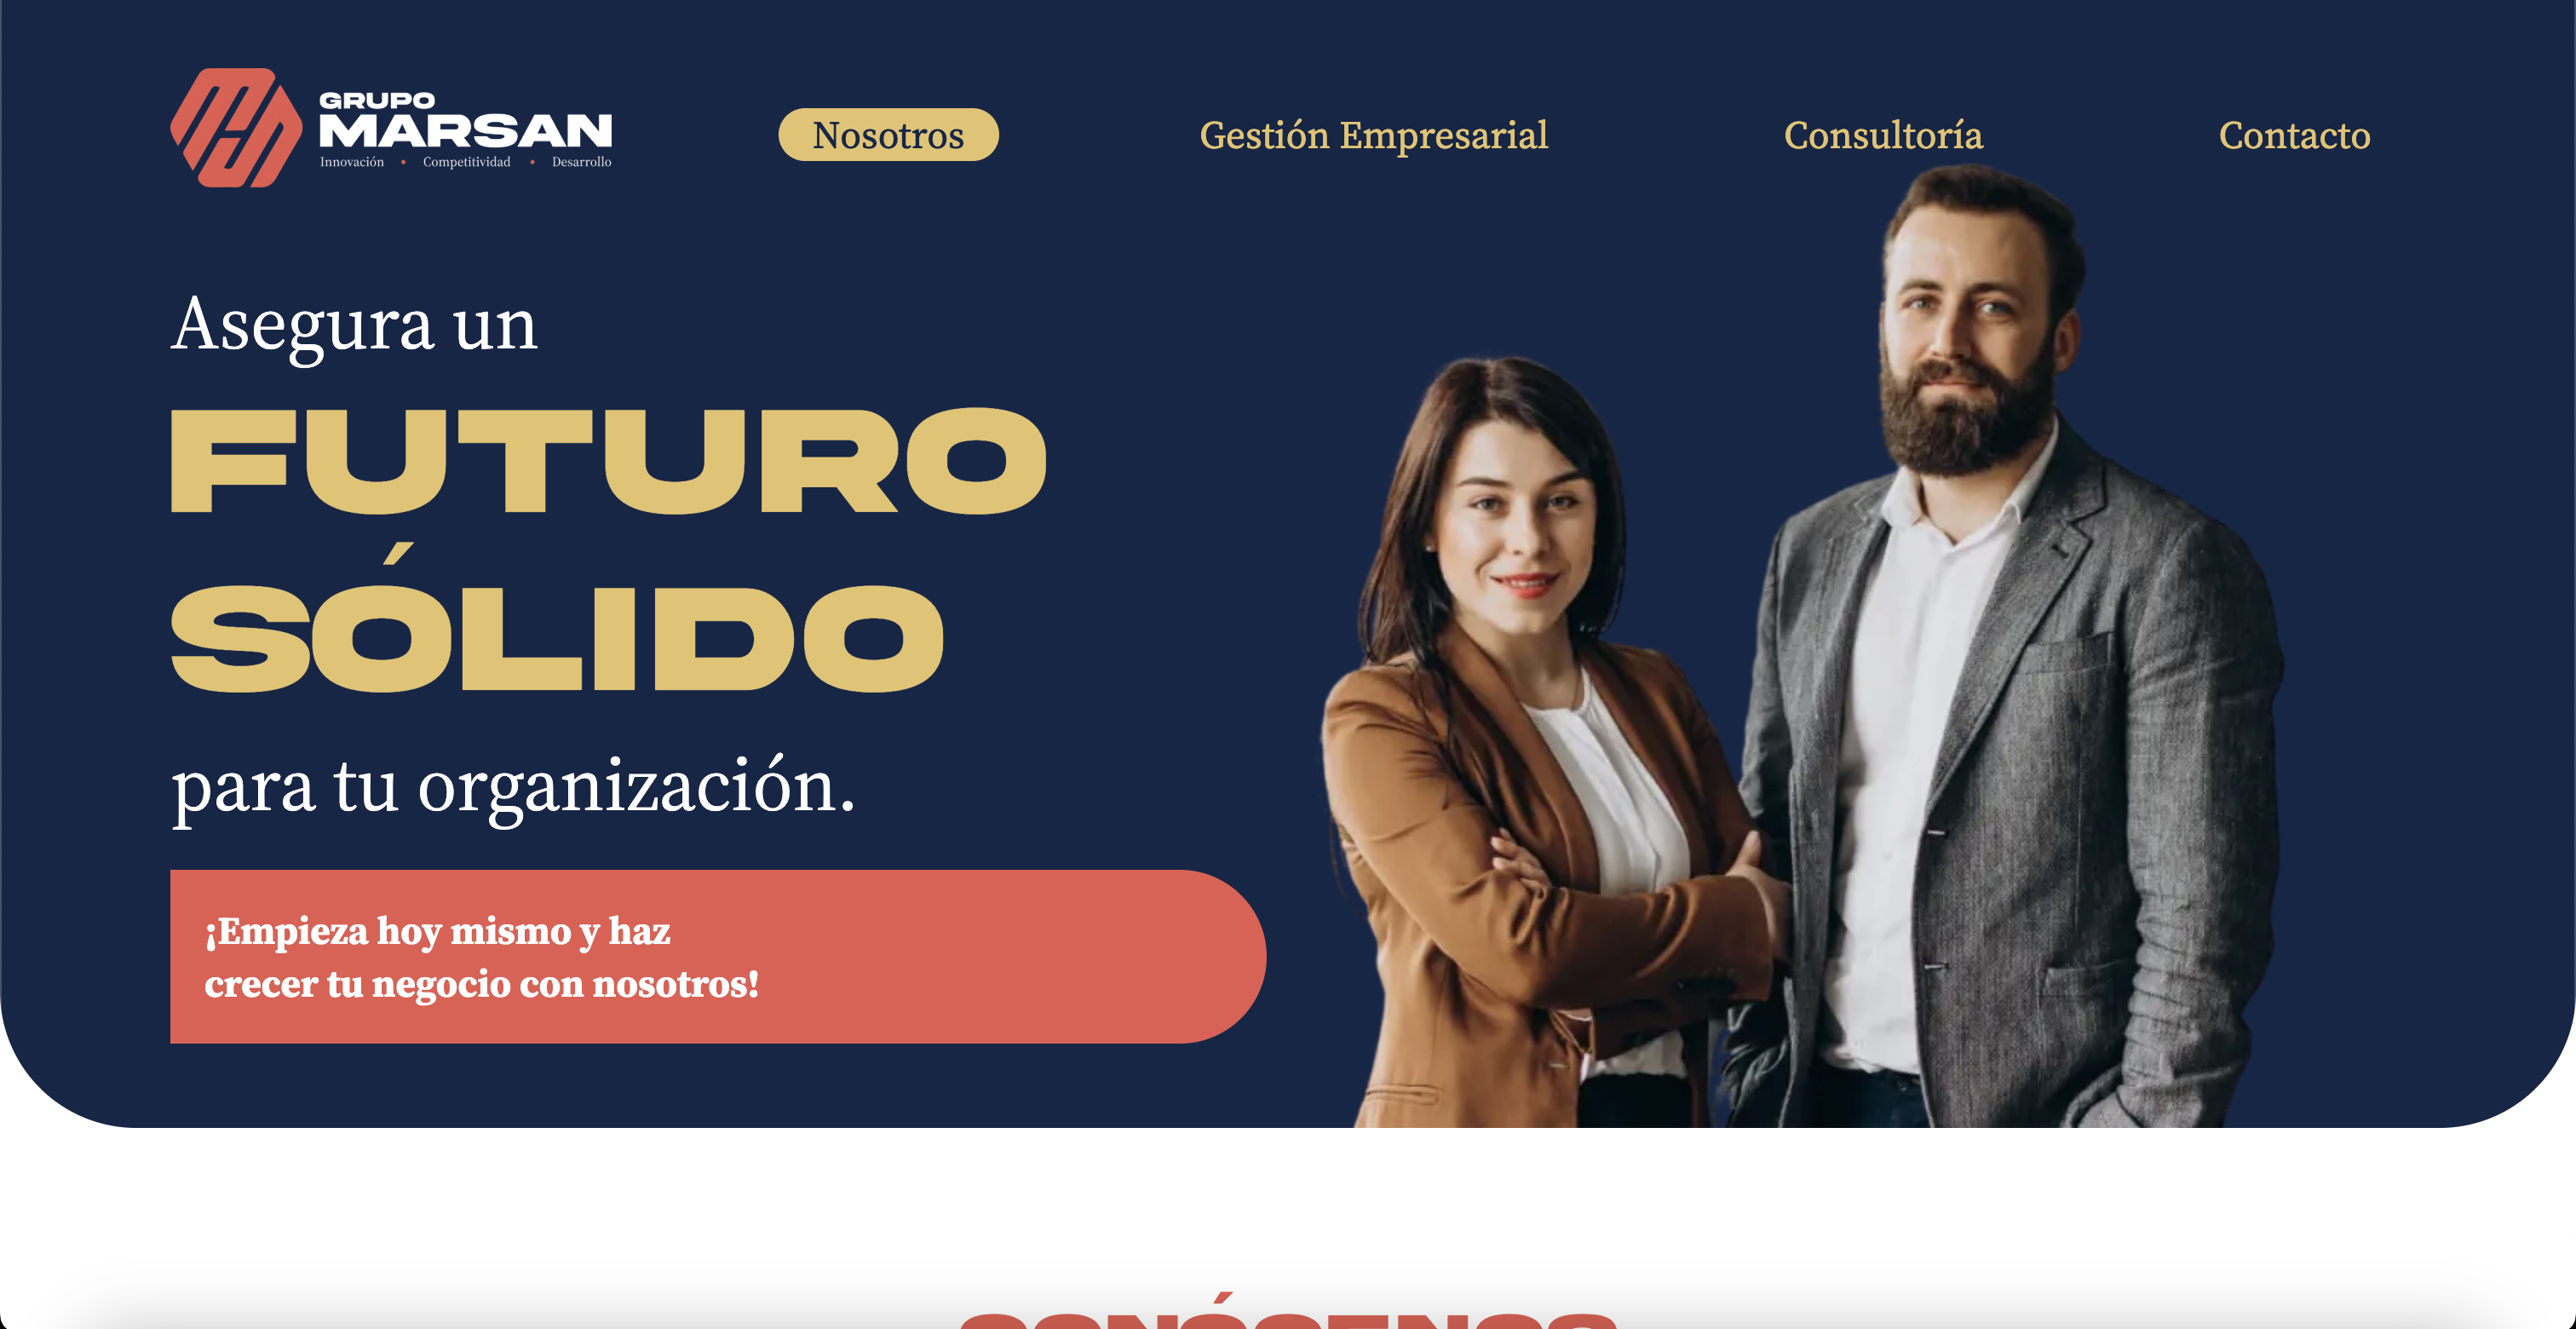 GRUPO
MARSAN
Innovación • Competitividad • Desarrollo
Nosotros
Gestión Empresarial
Consultoría
Contacto
Asegura un
FUTURO
SÓLIDO
para tu organización.
¡Empieza hoy mismo y haz
crecer tu negocio con nosotros!
CONÓCENOS